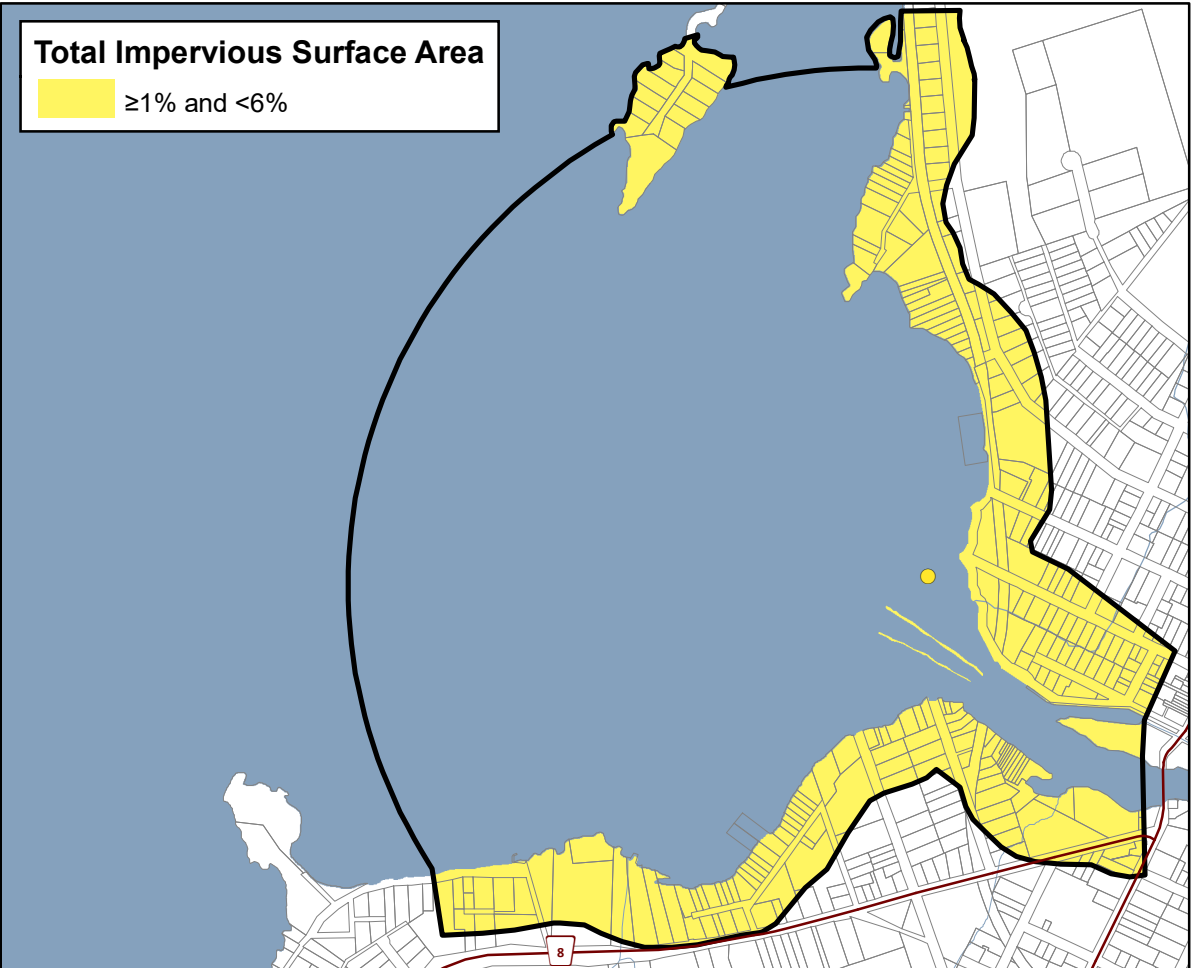 Total Impervious Surface Area
≥1% and <6%
8